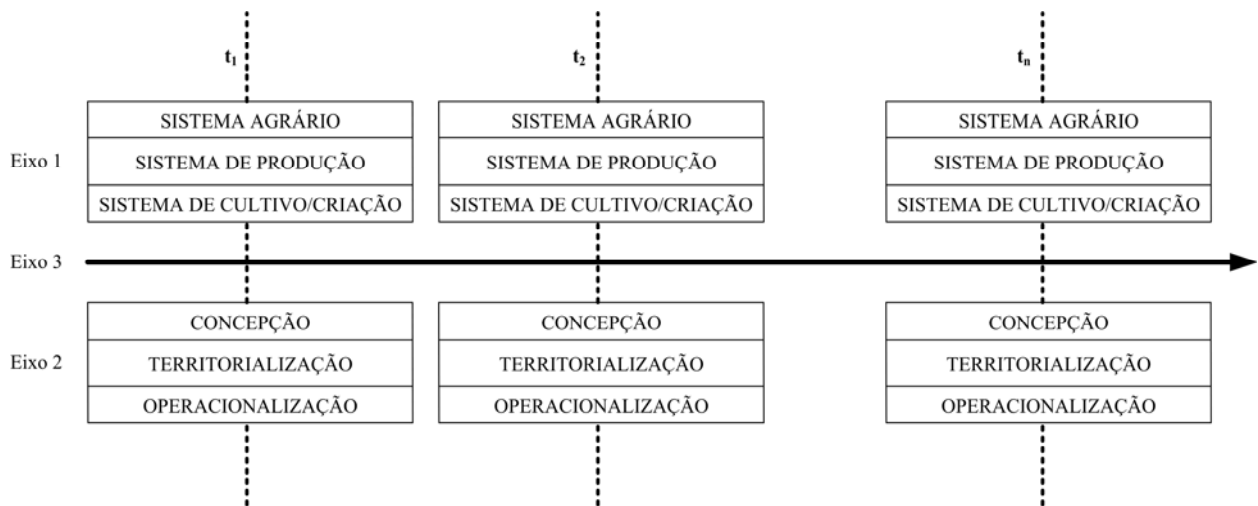 t1 t2 tn
SISTEMA AGRÁRIO SISTEMA AGRÁRIO SISTEMA AGRÁRIO
Eixo 1 SISTEMA DE PRODUÇÃO SISTEMA DE PRODUÇÃO SISTEMA DE PRODUÇÃO
SISTEMA DE CULTIVO/CRIAÇÃO SISTEMA DE CULTIVO/CRIAÇÃO SISTEMA DE CULTIVO/CRIAÇÃO
Eixo 3
CONCEPÇÃO CONCEPÇÃO CONCEPÇÃO
Eixo 2 TERRITORIALIZAÇÃO TERRITORIALIZAÇÃO TERRITORIALIZAÇÃO
OPERACIONALIZAÇÃO OPERACIONALIZAÇÃO OPERACIONALIZAÇÃO